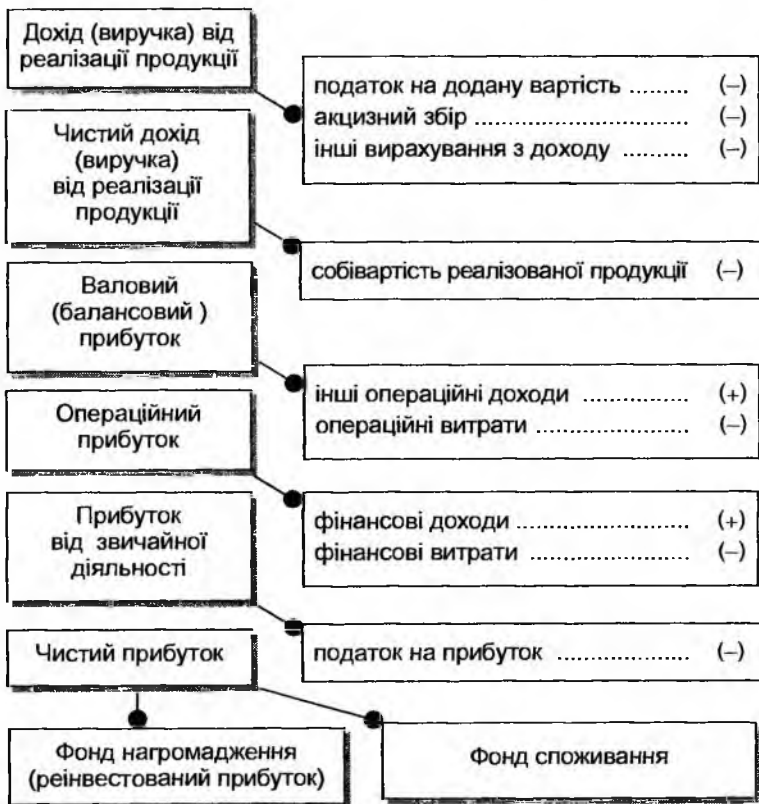 Дохід (виручка) від
реалізації продукції
податок на додану вартість ........ (–)
акцизний збір ................................ (–)
інші вирахування з доходу ......... (–)
Чистий дохід
(виручка)
від реалізації
продукції
собівартість реалізованої продукції (–)
Валовий
(балансовий )
прибуток
інші операційні доходи ............... (+)
операційні витрати ...................... (–)
Операційний
прибуток
фінансові доходи ......................... (+)
фінансові витрати ........................ (–)
Прибуток
від звичайної
діяльності
податок на прибуток .................... (–)
Чистий прибуток
Фонд нагромадження
(реінвестований прибуток)
Фонд споживання